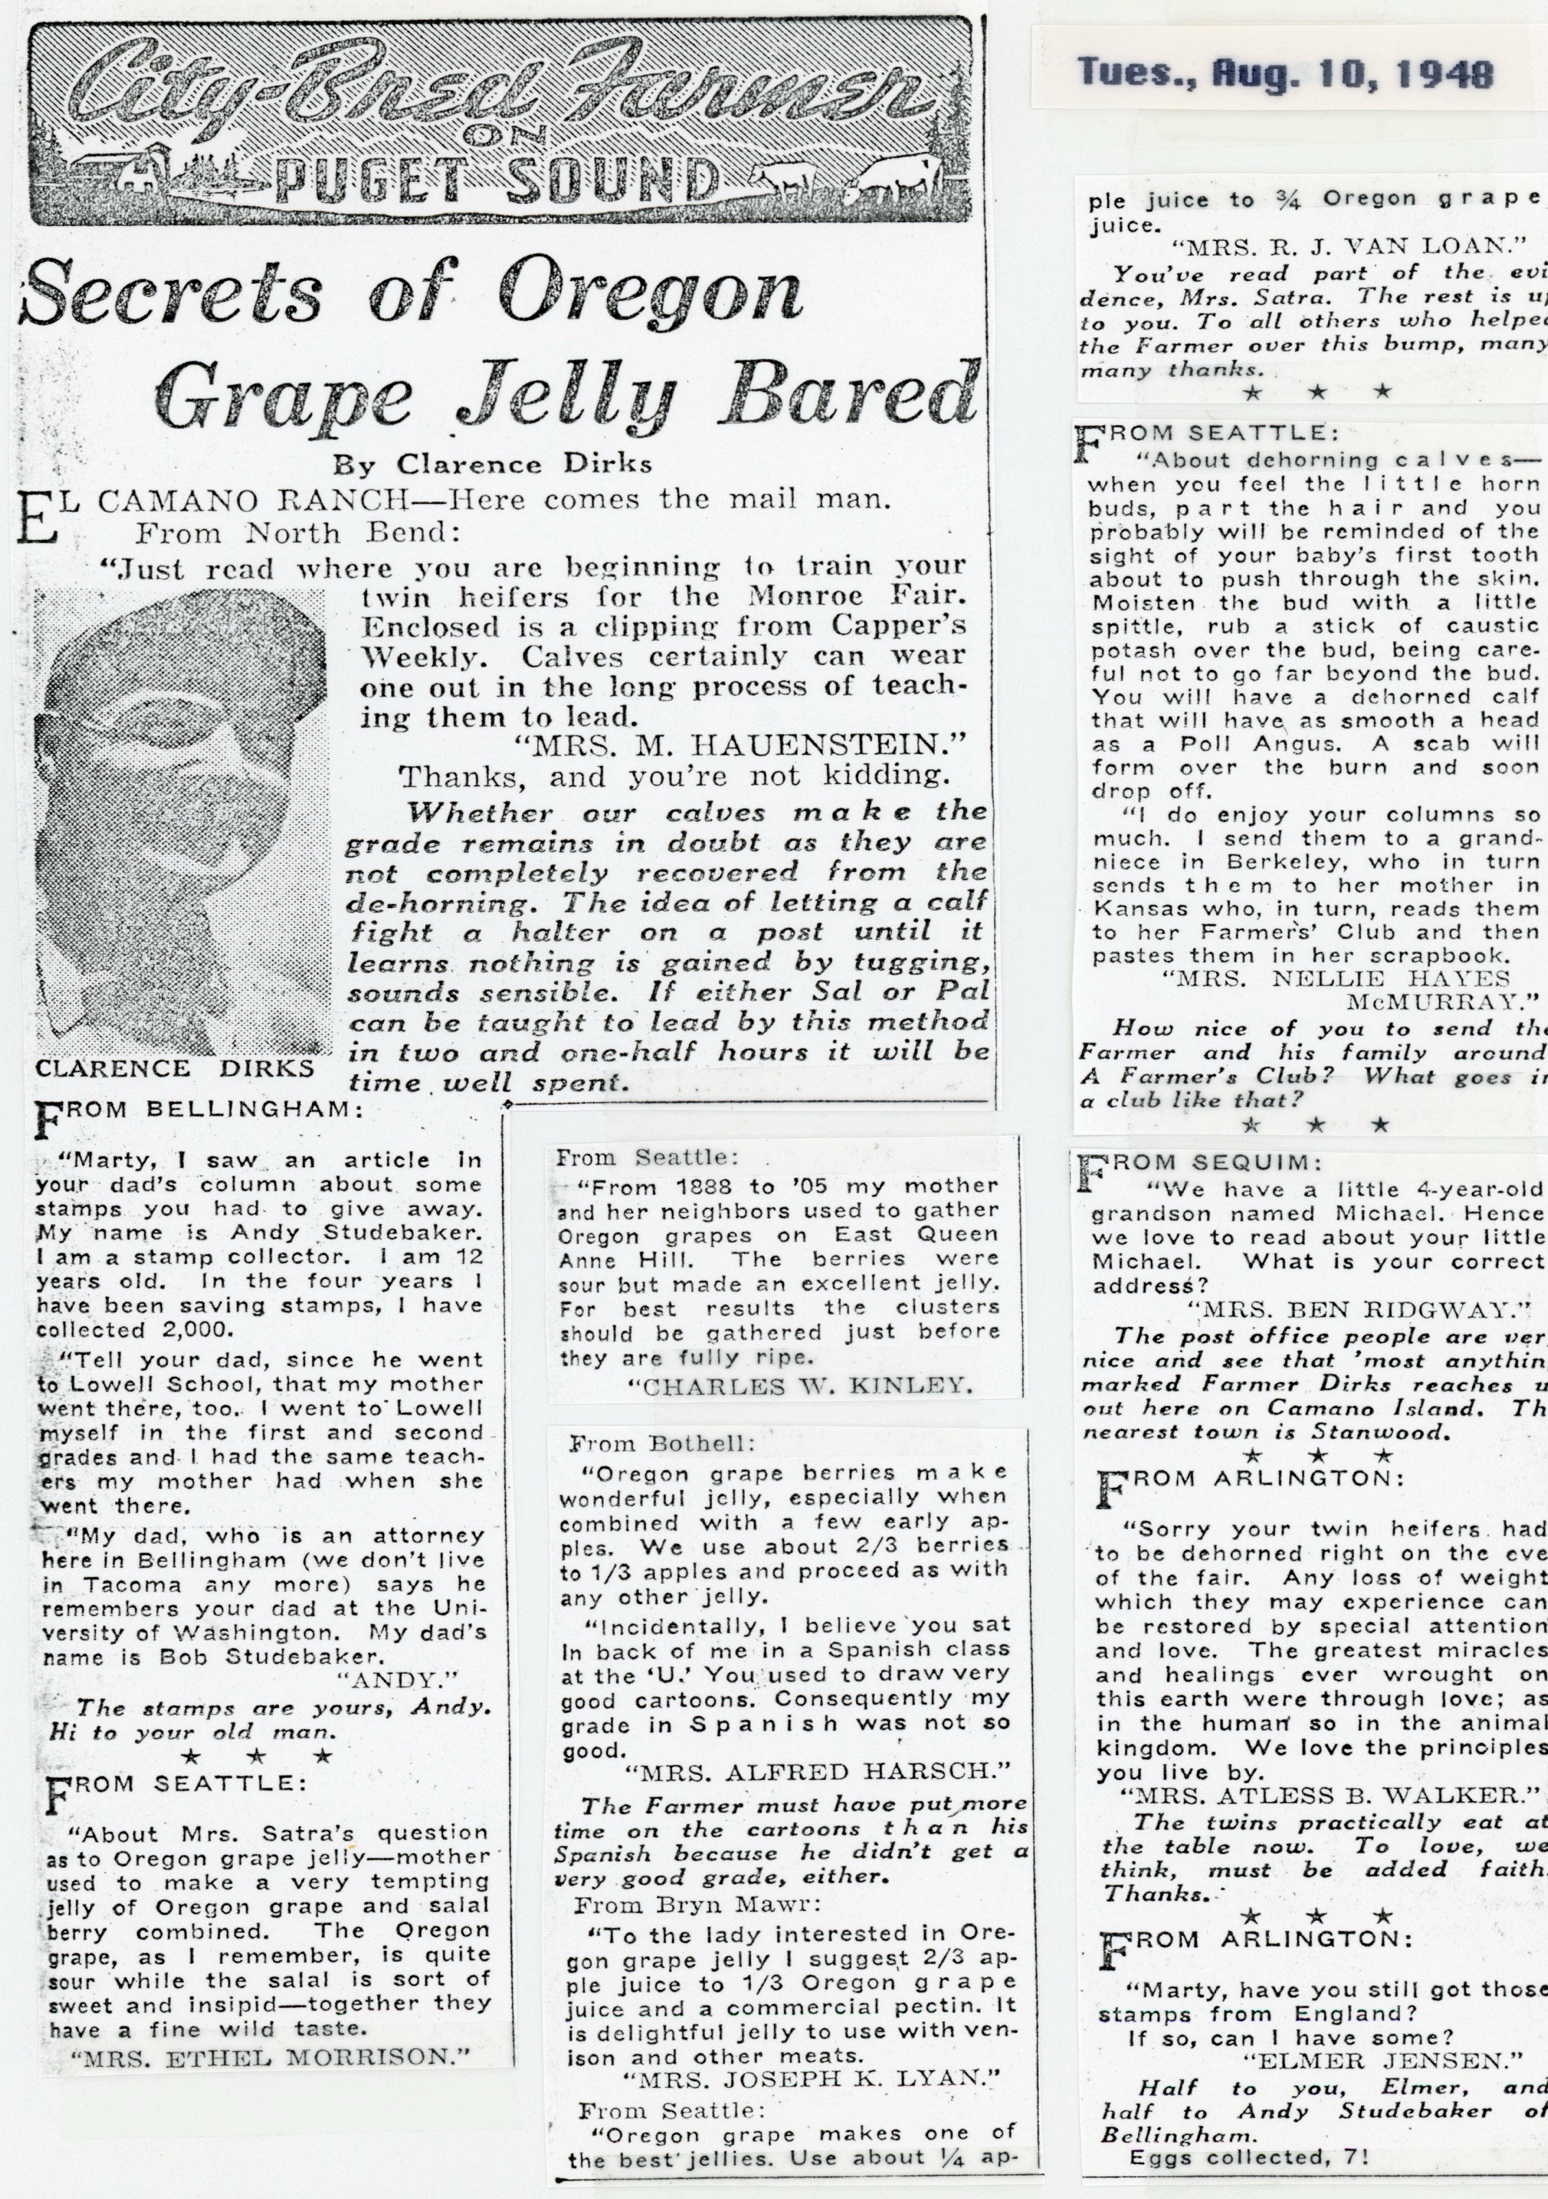 City-Bred Farmer
ON
PUGET SOUND
Secrets of Oregon
Grape Jelly Bared
By Clarence Dirks
EL CAMANO RANCH—Here comes the mail man.
From North Bend:
"Just read where you are beginning to train your
twin heifers for the Monroe Fair.
Enclosed is a clipping from Capper's
Weekly. Calves certainly can wear
one out in the long process of teach-
ing them to lead.
"MRS. M. HAUENSTEIN."
Thanks, and you're not kidding.
Whether our calves make the
grade remains in doubt as they are
not completely recovered from the
de-horning. The idea of letting a calf
fight a halter on a post until it
learns nothing is gained by tugging,
sounds sensible. If either Sal or Pal
can be taught to lead by this method
in two and one-half hours it will be
time well spent.
CLARENCE DIRKS
FROM BELLINGHAM:
"Marty, I saw an article in
your dad's column about some
stamps you had to give away.
My name is Andy Studebaker.
I am a stamp collector. I am 12
years old. In the four years I
have been saving stamps, I have
collected 2,000.
"Tell your dad, since he went
to Lowell School, that my mother
went there, too. I went to Lowell
myself in the first and second
grades and I had the same teach-
ers my mother had when she
went there.
"My dad, who is an attorney
here in Bellingham (we don't live
in Tacoma any more) says he
remembers your dad at the Uni-
versity of Washington. My dad's
name is Bob Studebaker.
"ANDY."
The stamps are yours, Andy.
Hi to your old man.
★ ★ ★
FROM SEATTLE:
"About Mrs. Satra's question
as to Oregon grape jelly—mother
used to make a very tempting
jelly of Oregon grape and salal
berry combined. The Oregon
grape, as I remember, is quite
sour while the salal is sort of
sweet and insipid—together they
have a fine wild taste.
"MRS. ETHEL MORRISON."
From Seattle:
"From 1888 to '05 my mother
and her neighbors used to gather
Oregon grapes on East Queen
Anne Hill. The berries were
sour but made an excellent jelly.
For best results the clusters
should be gathered just before
they are fully ripe.
"CHARLES W. KINLEY.
From Bothell:
"Oregon grape berries make
wonderful jelly, especially when
combined with a few early ap-
ples. We use about 2/3 berries
to 1/3 apples and proceed as with
any other jelly.
"Incidentally, I believe you sat
in back of me in a Spanish class
at the 'U.' You used to draw very
good cartoons. Consequently my
grade in Spanish was not so
good.
"MRS. ALFRED HARSCH."
The Farmer must have put more
time on the cartoons than his
Spanish because he didn't get a
very good grade, either.
From Bryn Mawr:
"To the lady interested in Ore-
gon grape jelly I suggest 2/3 ap-
ple juice to 1/3 Oregon grape
juice and a commercial pectin. It
is delightful jelly to use with ven-
ison and other meats.
"MRS. JOSEPH K. LYAN."
From Seattle:
"Oregon grape makes one of
the best jellies. Use about ¼ ap-
Tues., Aug. 10, 1948
ple juice to ¾ Oregon grape
juice.
"MRS. R. J. VAN LOAN."
You've read part of the evi
dence, Mrs. Satra. The rest is up
to you. To all others who helped
the Farmer over this bump, many
many thanks.
★ ★ ★
FROM SEATTLE:
"About dehorning calves—
when you feel the little horn
buds, part the hair and you
probably will be reminded of the
sight of your baby's first tooth
about to push through the skin.
Moisten the bud with a little
spittle, rub a stick of caustic
potash over the bud, being care-
ful not to go far beyond the bud.
You will have a dehorned calf
that will have as smooth a head
as a Poll Angus. A scab will
form over the burn and soon
drop off.
"I do enjoy your columns so
much. I send them to a grand-
niece in Berkeley, who in turn
sends them to her mother in
Kansas who, in turn, reads them
to her Farmers' Club and then
pastes them in her scrapbook.
"MRS. NELLIE HAYES
McMURRAY."
How nice of you to send the
Farmer and his family around.
A Farmer's Club? What goes in
a club like that?
★ ★ ★
FROM SEQUIM:
"We have a little 4-year-old
grandson named Michael. Hence
we love to read about your little
Michael. What is your correct
address?
"MRS. BEN RIDGWAY."
The post office people are ver
nice and see that 'most anythin
marked Farmer Dirks reaches u
out here on Camano Island. Th
nearest town is Stanwood.
★ ★ ★
FROM ARLINGTON:
"Sorry your twin heifers had
to be dehorned right on the eve
of the fair. Any loss of weight
which they may experience can
be restored by special attention
and love. The greatest miracles
and healings ever wrought on
this earth were through love; as
in the human so in the animal
kingdom. We love the principles
you live by.
"MRS. ATLESS B. WALKER."
The twins practically eat at
the table now. To love, we
think, must be added faith.
Thanks.
★ ★ ★
FROM ARLINGTON:
"Marty, have you still got those
stamps from England?
If so, can I have some?
"ELMER JENSEN."
Half to you, Elmer, and
half to Andy Studebaker of
Bellingham.
Eggs collected, 7!